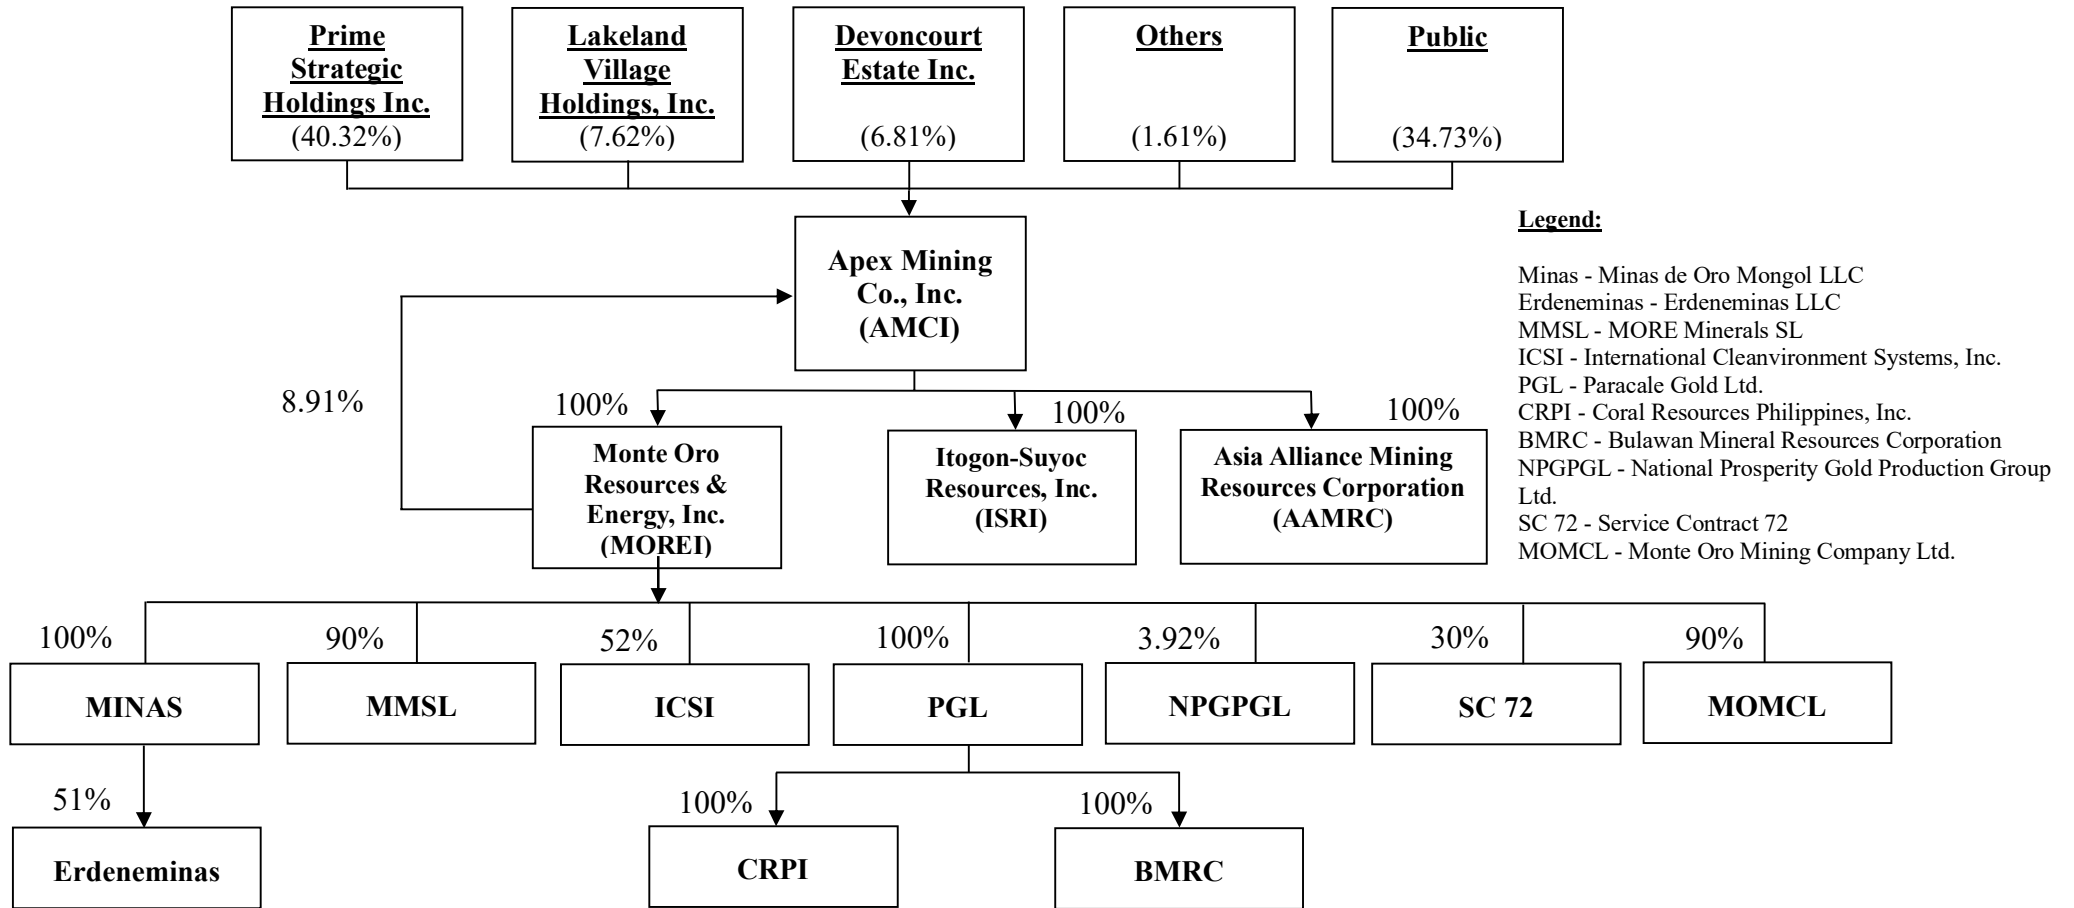 Prime
Strategic
Holdings Inc.
(40.32%)
Lakeland
Village
Holdings, Inc.
(7.62%)
Devoncourt
Estate Inc.
(6.81%)
Others
(1.61%)
Public
(34.73%)
Apex Mining
Co., Inc.
(AMCI)
Legend:
Minas - Minas de Oro Mongol LLC
Erdeneminas - Erdeneminas LLC
MMSL - MORE Minerals SL
ICSI - International Cleanvironment Systems, Inc.
PGL - Paracale Gold Ltd.
CRPI - Coral Resources Philippines, Inc.
BMRC - Bulawan Mineral Resources Corporation
NPGPGL - National Prosperity Gold Production Group
Ltd.
SC 72 - Service Contract 72
MOMCL - Monte Oro Mining Company Ltd.
8.91%
100%
Monte Oro
Resources &
Energy, Inc.
(MOREI)
100%
Itogon-Suyoc
Resources, Inc.
(ISRI)
100%
Asia Alliance Mining
Resources Corporation
(AAMRC)
100%
MINAS
90%
MMSL
52%
ICSI
100%
PGL
3.92%
NPGPGL
30%
SC 72
90%
MOMCL
51%
Erdeneminas
100%
CRPI
100%
BMRC